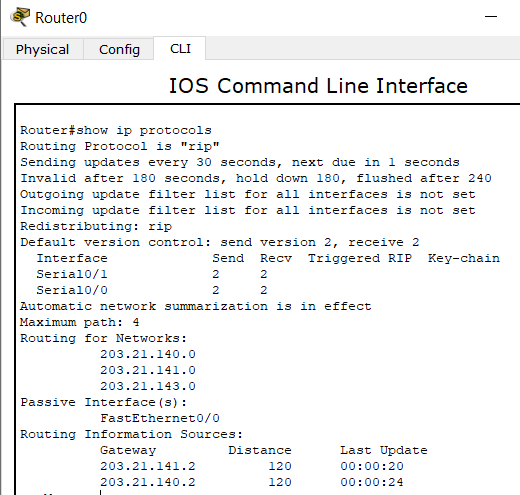 Router0
Physical Config CLI
IOS Command Line Interface
Router#show ip protocols
Routing Protocol is "rip"
Sending updates every 30 seconds, next due in 1 seconds
Invalid after 180 seconds, hold down 180, flushed after 240
Outgoing update filter list for all interfaces is not set
Incoming update filter list for all interfaces is not set
Redistributing: rip
Default version control: send version 2, receive 2
  Interface             Send  Recv  Triggered RIP  Key-chain
  Serial0/1             2     2
  Serial0/0             2     2
Automatic network summarization is in effect
Maximum path: 4
Routing for Networks:
          203.21.140.0
          203.21.141.0
          203.21.143.0
Passive Interface(s):
          FastEthernet0/0
Routing Information Sources:
          Gateway         Distance      Last Update
          203.21.141.2         120      00:00:20
          203.21.140.2         120      00:00:24